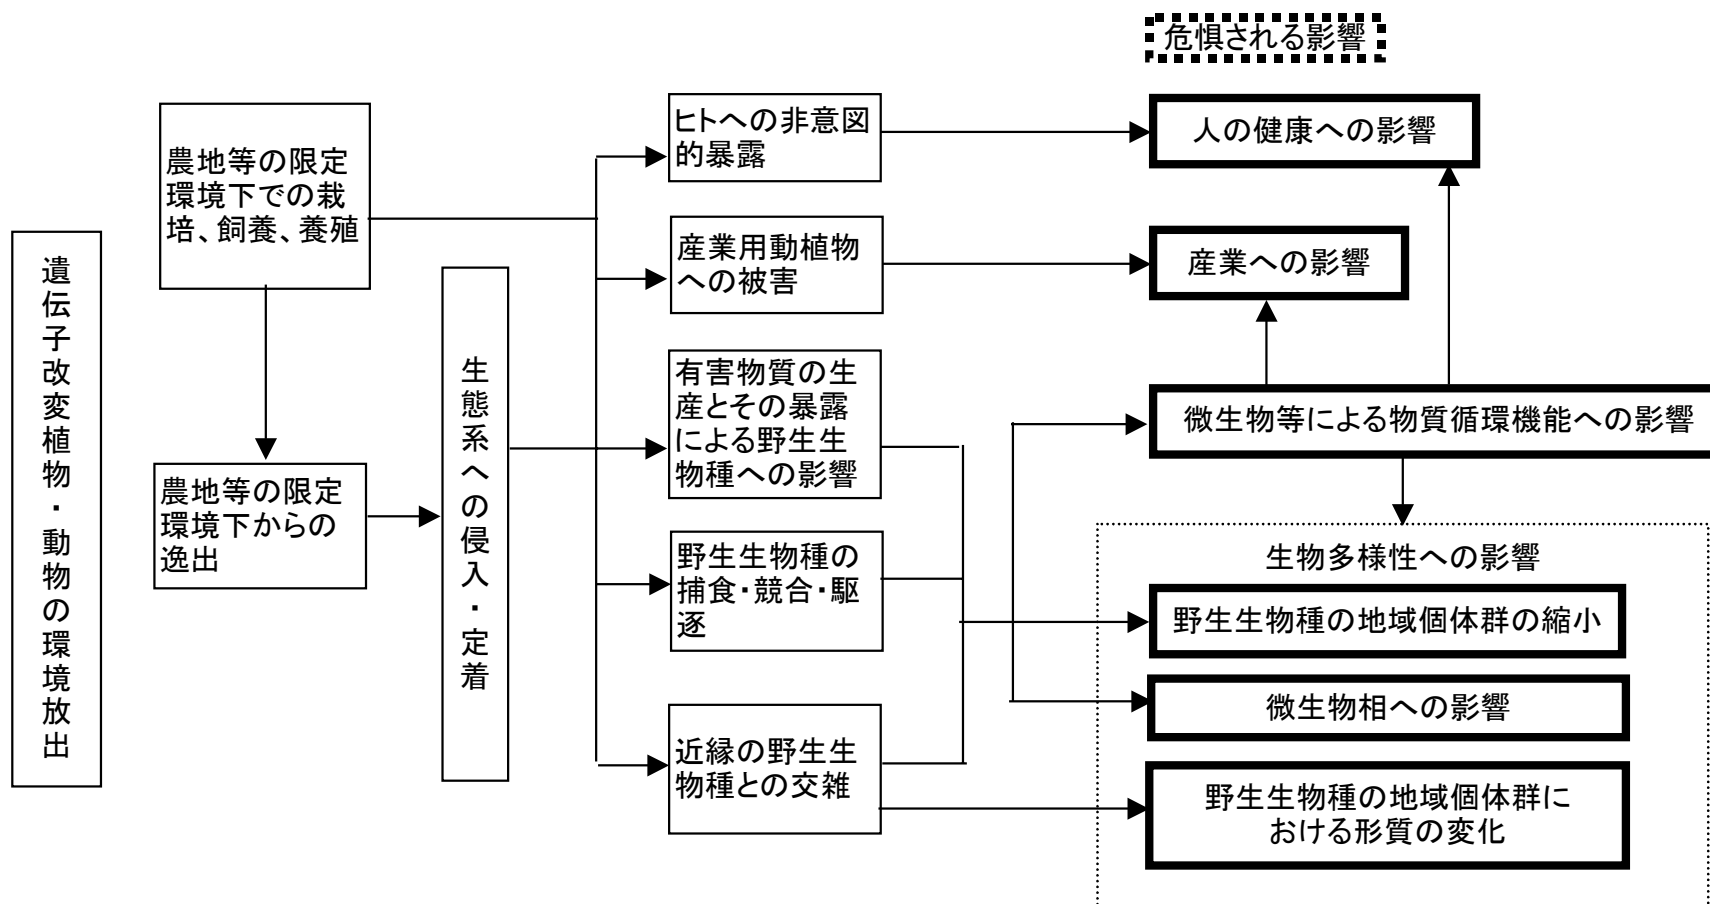 危惧される影響
遺伝子改変植物・動物の環境放出
農地等の限定
環境下での栽
培、飼養、養殖
農地等の限定
環境下からの
逸出
生態系への侵入・定着
ヒトへの非意図
的暴露
産業用動植物
への被害
有害物質の生
産とその暴露
による野生生
物種への影響
野生生物種の
捕食・競合・駆
逐
近縁の野生生
物種との交雑
人の健康への影響
産業への影響
微生物等による物質循環機能への影響
生物多様性への影響
野生生物種の地域個体群の縮小
微生物相への影響
野生生物種の地域個体群に
おける形質の変化